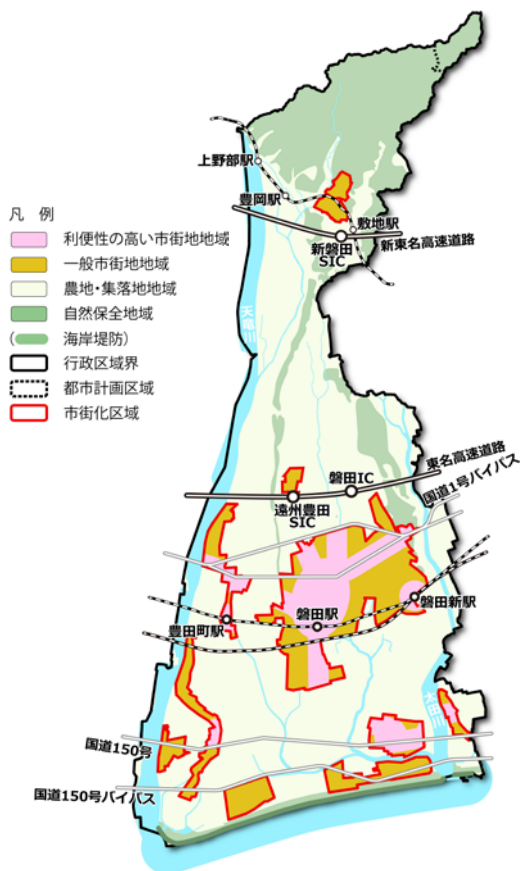 上野部駅
豊岡駅
敷地駅
新磐田
SIC
新東名高速道路
凡 例
利便性の高い市街地地域
一般市街地地域
農地・集落地地域
自然保全地域
( 海岸堤防)
行政区域界
都市計画区域
市街化区域
天竜川
東名高速道路
磐田IC
国道1号バイパス
遠州豊田
SIC
磐田新駅
磐田駅
豊田町駅
太田川
国道150号
国道150号バイパス